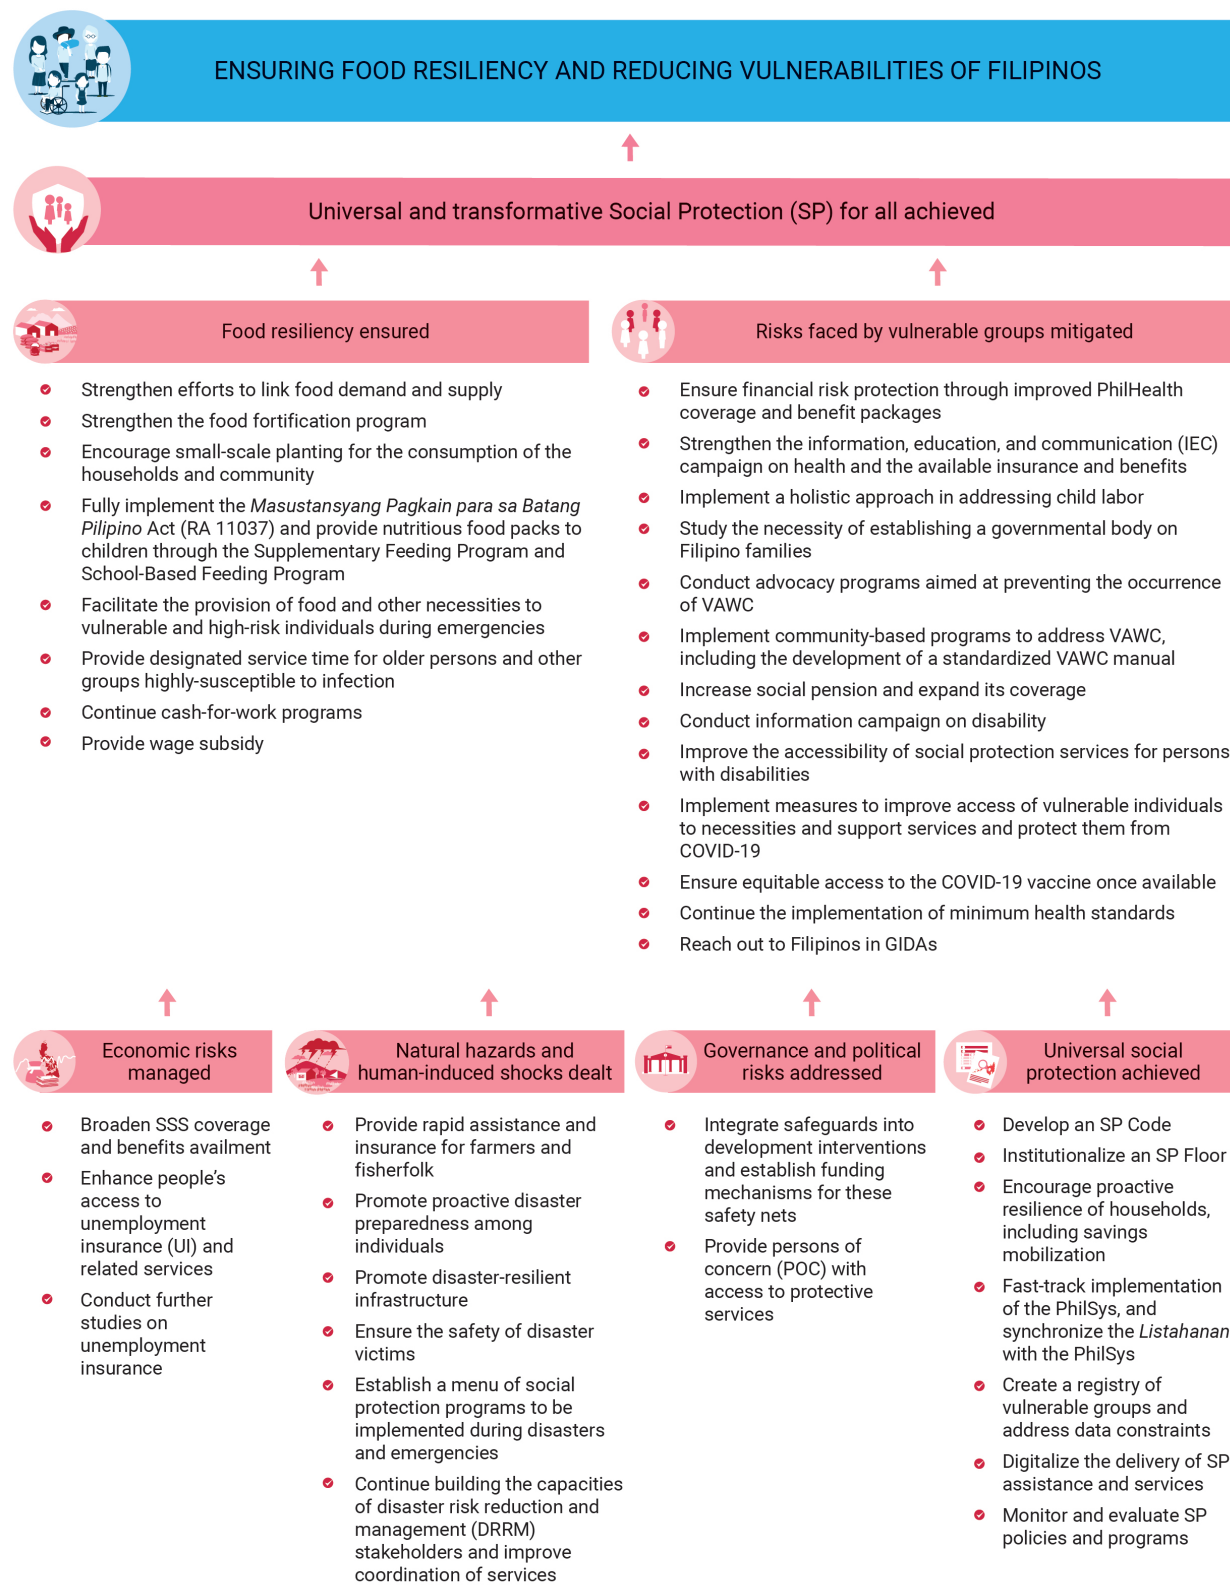 ENSURING FOOD RESILIENCY AND REDUCING VULNERABILITIES OF FILIPINOS
Universal and transformative Social Protection (SP) for all achieved
Food resiliency ensured
Strengthen efforts to link food demand and supply
Strengthen the food fortification program
Encourage small-scale planting for the consumption of the
households and community
Fully implement the Masustansyang Pagkain para sa Batang
Pilipino Act (RA 11037) and provide nutritious food packs to
children through the Supplementary Feeding Program and
School-Based Feeding Program
Facilitate the provision of food and other necessities to
vulnerable and high-risk individuals during emergencies
Provide designated service time for older persons and other
groups highly-susceptible to infection
Continue cash-for-work programs
Provide wage subsidy
Risks faced by vulnerable groups mitigated
Ensure financial risk protection through improved PhilHealth
coverage and benefit packages
Strengthen the information, education, and communication (IEC)
campaign on health and the available insurance and benefits
Implement a holistic approach in addressing child labor
Study the necessity of establishing a governmental body on
Filipino families
Conduct advocacy programs aimed at preventing the occurrence
of VAWC
Implement community-based programs to address VAWC,
including the development of a standardized VAWC manual
Increase social pension and expand its coverage
Conduct information campaign on disability
Improve the accessibility of social protection services for persons
with disabilities
Implement measures to improve access of vulnerable individuals
to necessities and support services and protect them from
COVID-19
Ensure equitable access to the COVID-19 vaccine once available
Continue the implementation of minimum health standards
Reach out to Filipinos in GIDAs
Economic risks
managed
Broaden SSS coverage
and benefits availment
Enhance people's
access to
unemployment
insurance (UI) and
related services
Conduct further
studies on
unemployment
insurance
Natural hazards and
human-induced shocks dealt
Provide rapid assistance and
insurance for farmers and
fisherfolk
Promote proactive disaster
preparedness among
individuals
Promote disaster-resilient
infrastructure
Ensure the safety of disaster
victims
Establish a menu of social
protection programs to be
implemented during disasters
and emergencies
Continue building the capacities
of disaster risk reduction and
management (DRRM)
stakeholders and improve
coordination of services
Governance and political
risks addressed
Integrate safeguards into
development interventions
and establish funding
mechanisms for these
safety nets
Provide persons of
concern (POC) with
access to protective
services
Universal social
protection achieved
Develop an SP Code
Institutionalize an SP Floor
Encourage proactive
resilience of households,
including savings
mobilization
Fast-track implementation
of the PhilSys, and
synchronize the Listahanan
with the PhilSys
Create a registry of
vulnerable groups and
address data constraints
Digitalize the delivery of SP
assistance and services
Monitor and evaluate SP
policies and programs